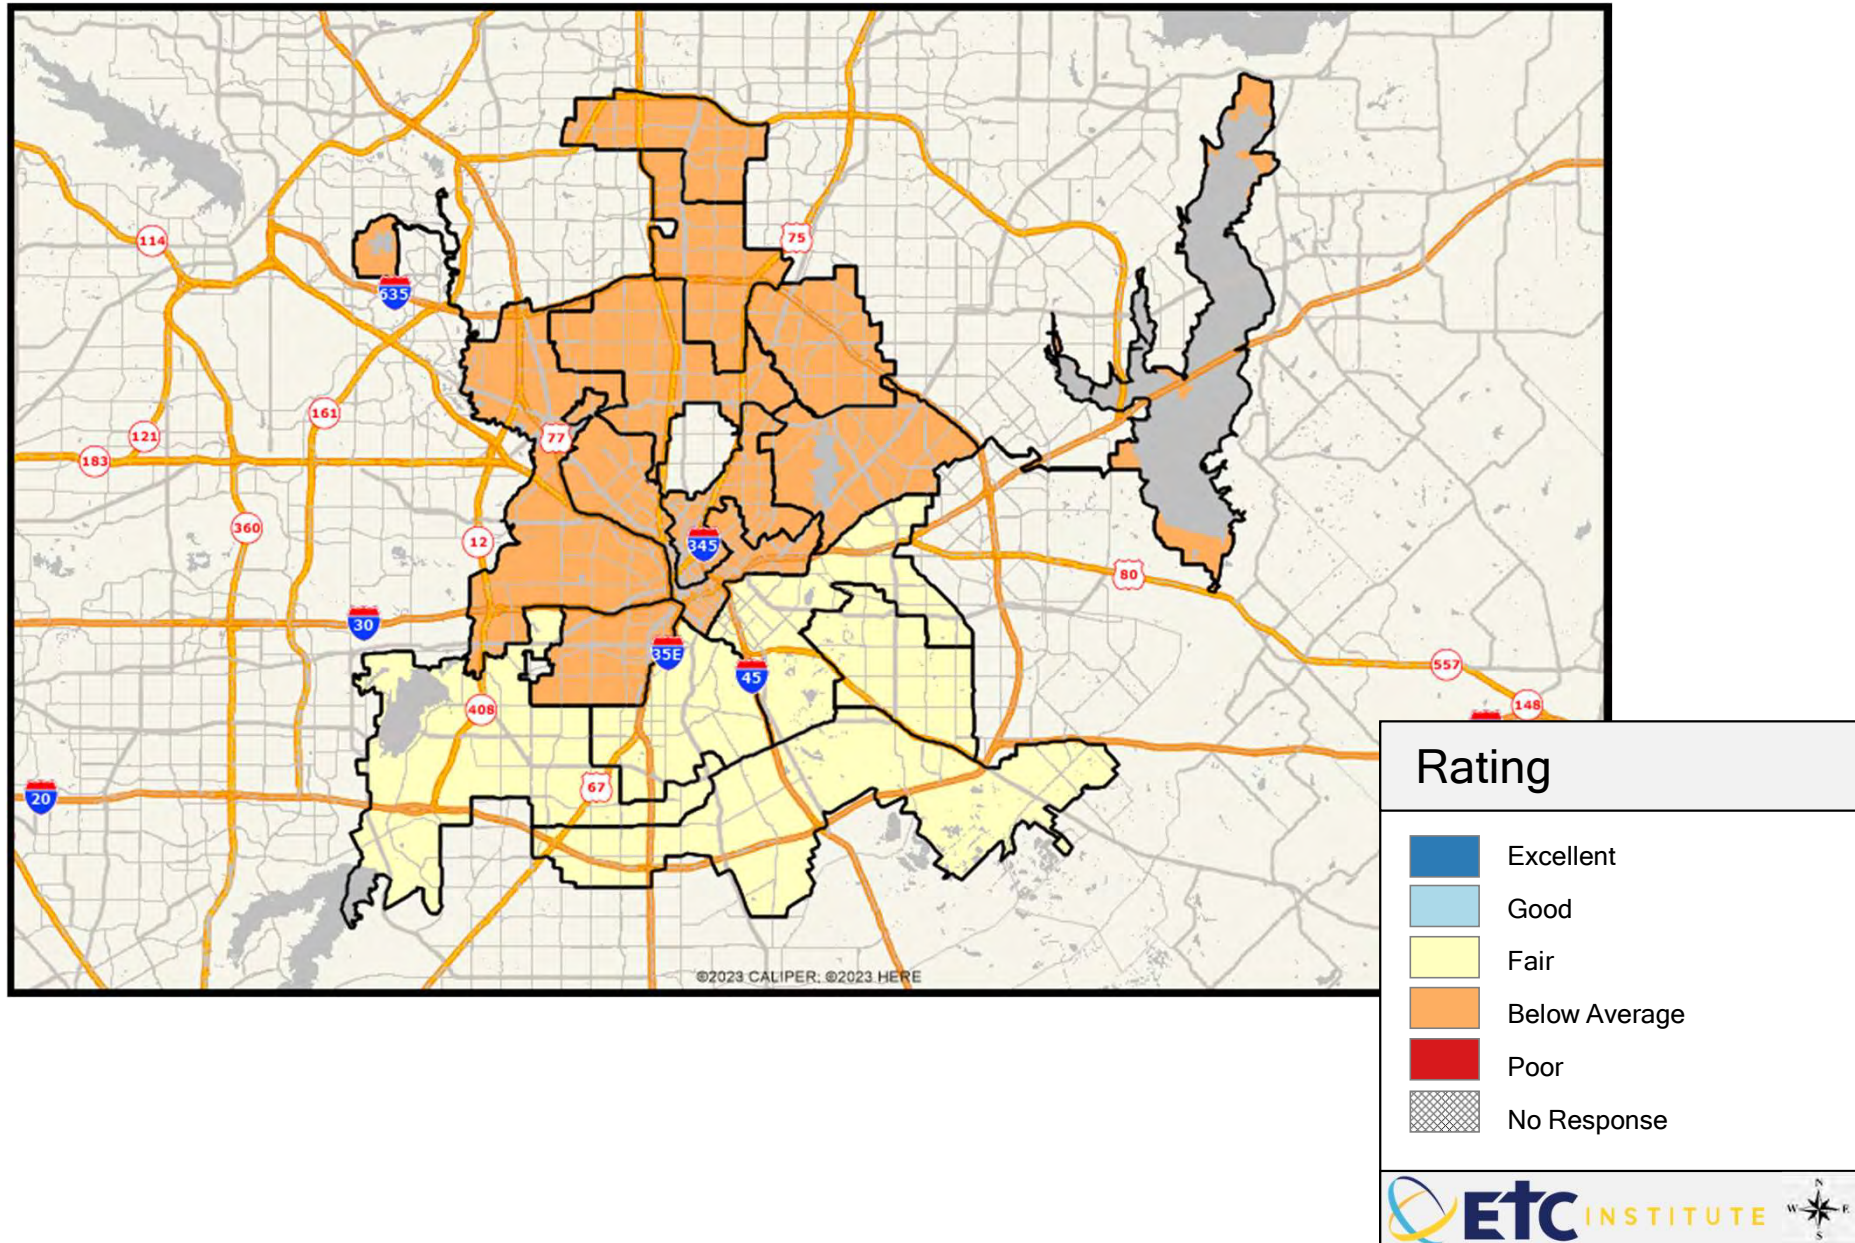 75
114
635
161
121
77
183
360
12
345
80
30
35E
45
557
408
148
67
20
©2023 CALIPER; ©2023 HERE
Rating
Excellent
Good
Fair
Below Average
Poor
No Response
N
W E
S
ETC INSTITUTE